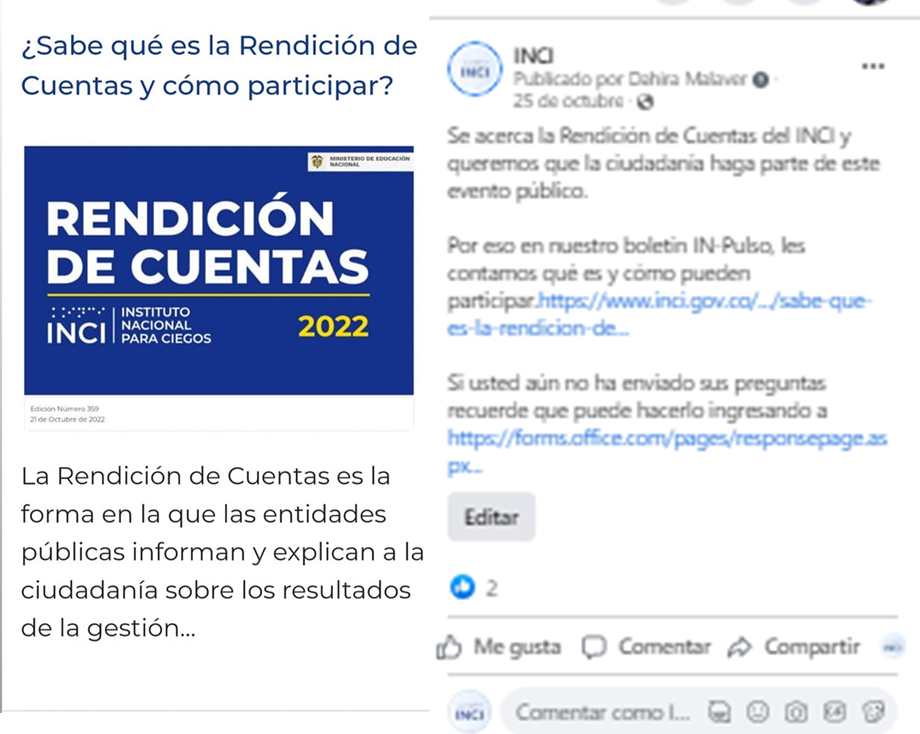 ¿Sabe qué es la Rendición de
Cuentas y cómo participar?
MINISTERIO DE EDUCACIÓN
NACIONAL
RENDICIÓN
DE CUENTAS
INCI
INSTITUTO
NACIONAL
PARA CIEGOS
2022
Edición Número 359
21 de Octubre de 2022
La Rendición de Cuentas es la
forma en la que las entidades
públicas informan y explican a la
ciudadanía sobre los resultados
de la gestión...
INCI
INCI
Publicado por Dahira Malaver
25 de octubre ·
Se acerca la Rendición de Cuentas del INCI y
queremos que la ciudadanía haga parte de este
evento público.
Por eso en nuestro boletín IN-Pulso, les
contamos qué es y cómo pueden
participar.https://www.inci.gov.co/.../sabe-que-
es-la-rendicion-de...
Si usted aún no ha enviado sus preguntas
recuerde que puede hacerlo ingresando a
https://forms.office.com/pages/responsepage.as
px...
Editar
2
Me gusta Comentar Compartir
INCI
Comentar como I...